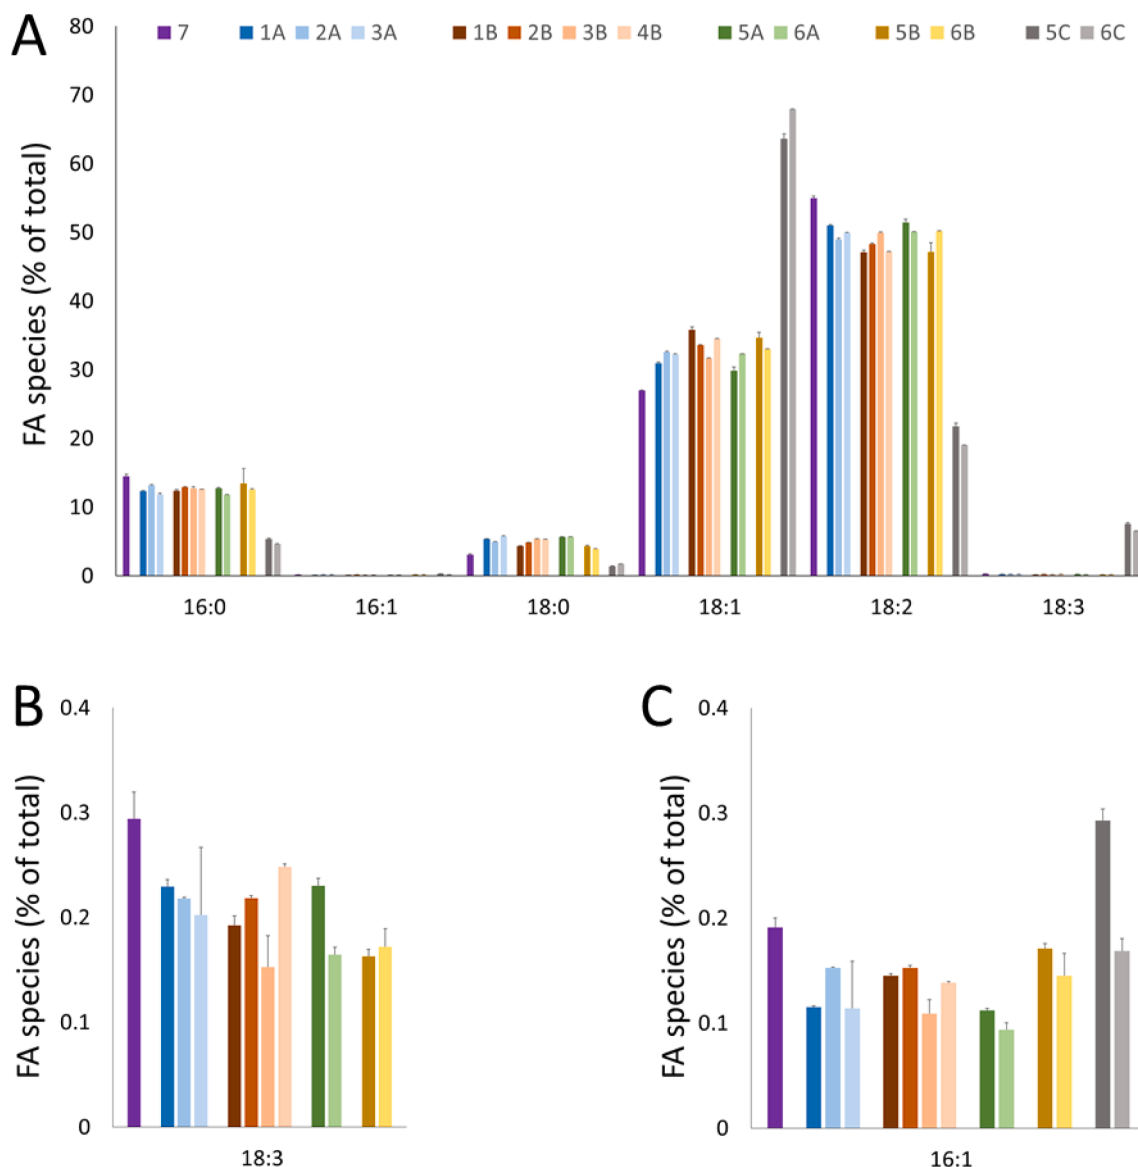 A
80
7 1A 2A 3A 1B 2B 3B 4B 5A 6A 5B 6B 5C 6C
70
60
50
40
30
20
10
0
FA species (% of total)
16:0 16:1 18:0 18:1 18:2 18:3
B
0.4
0.3
0.2
0.1
0
FA species (% of total)
18:3
C
0.4
0.3
0.2
0.1
0
FA species (% of total)
16:1